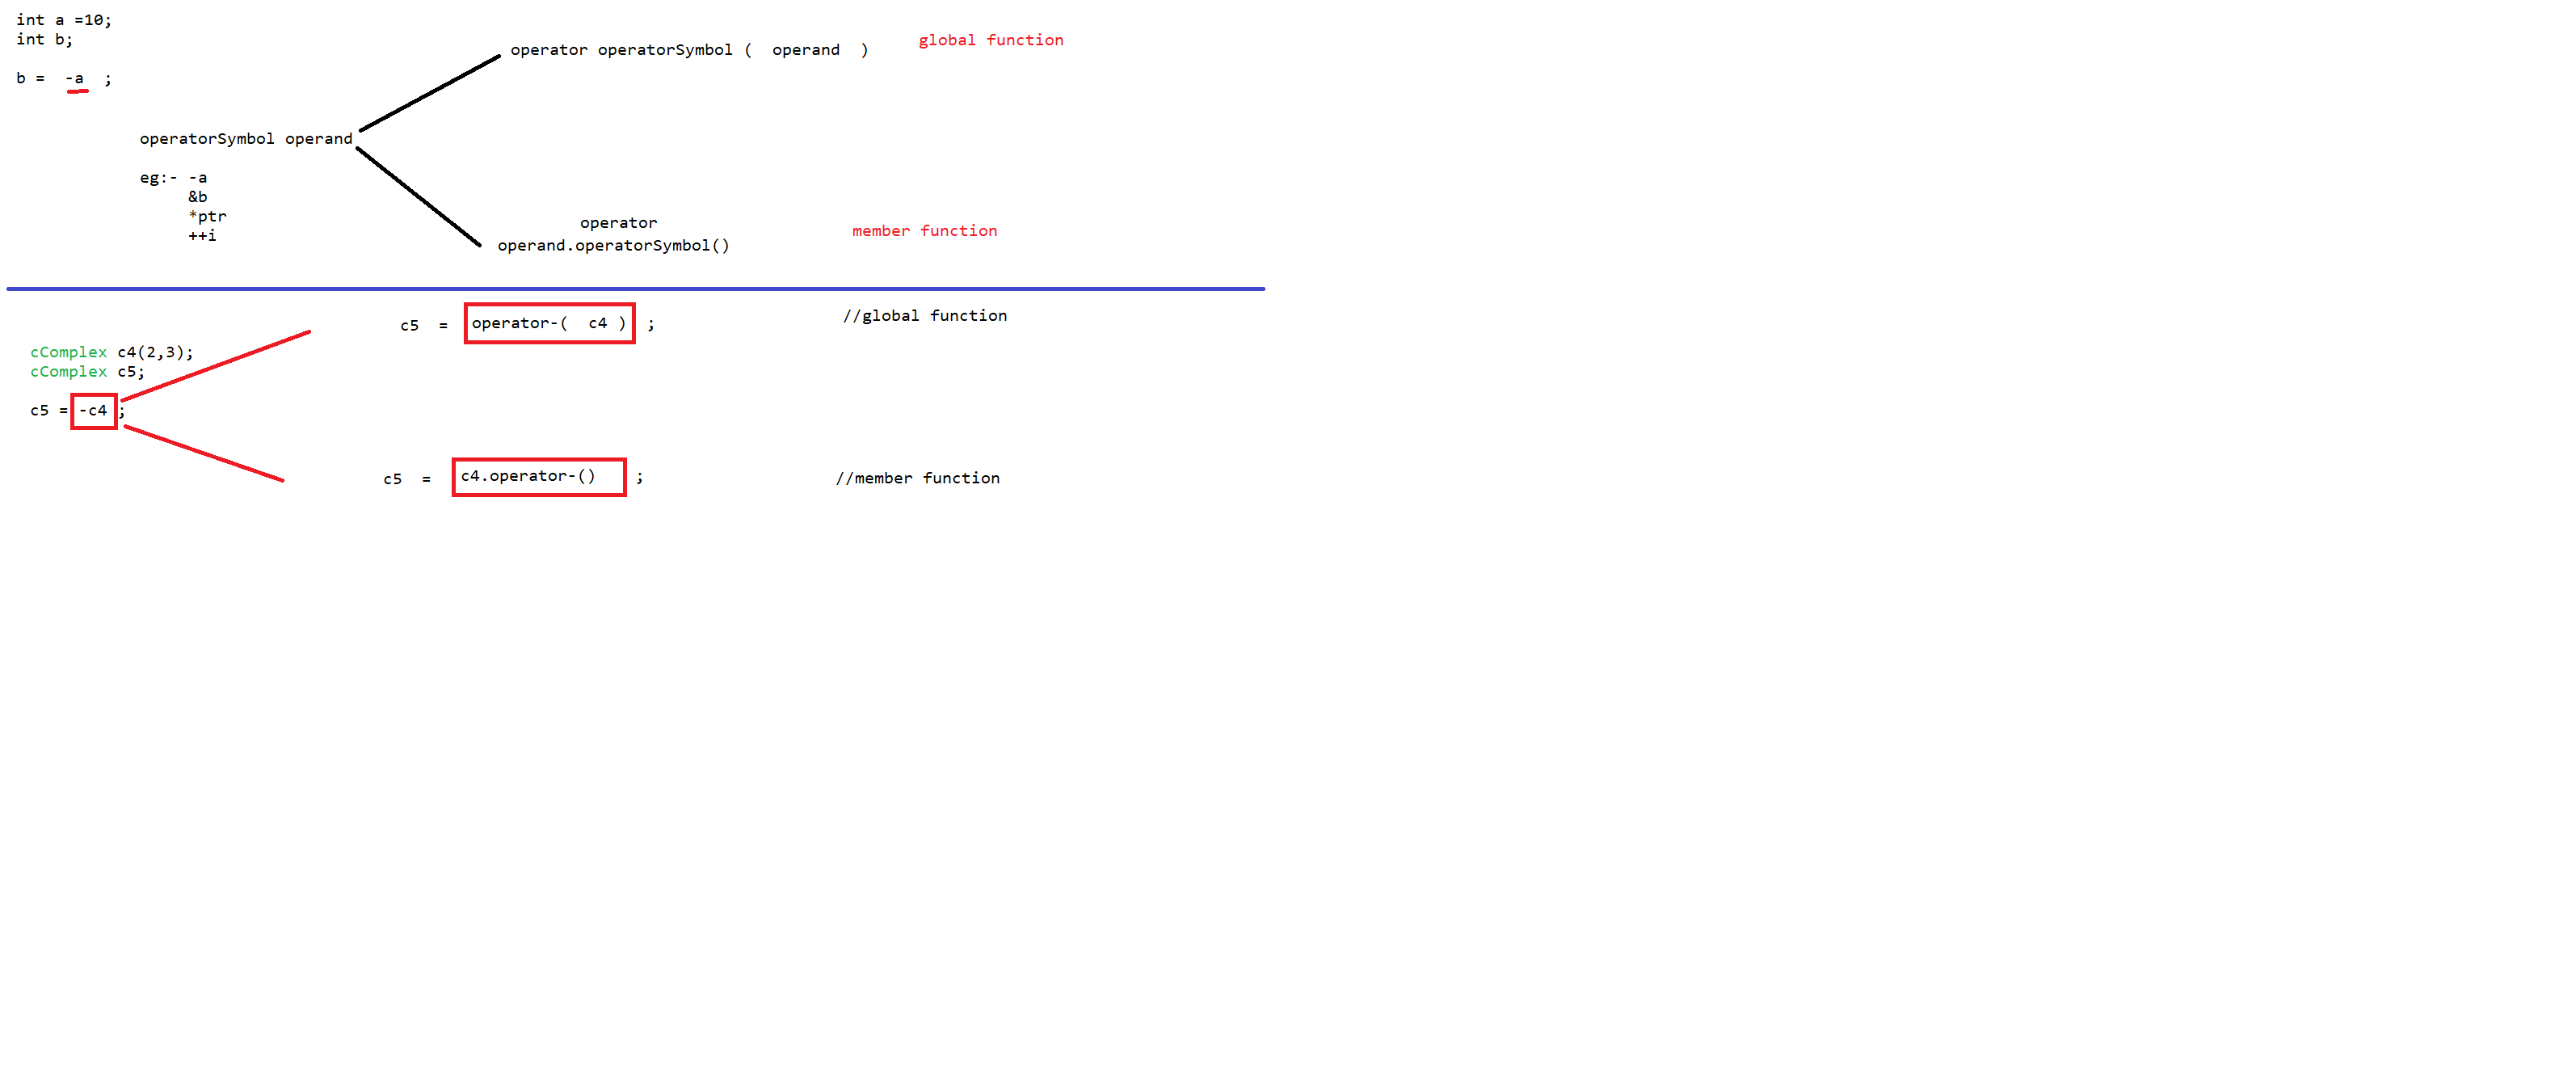 int a =10;
int b;
b = -a ;
operator operatorSymbol ( operand )
global function
operatorSymbol operand
eg:- -a
&b
*ptr
++i
operator
operand.operatorSymbol()
member function
c5 = operator-( c4 ) ;
//global function
cComplex c4(2,3);
cComplex c5;
c5 = -c4 ;
c5 = c4.operator-() ;
//member function